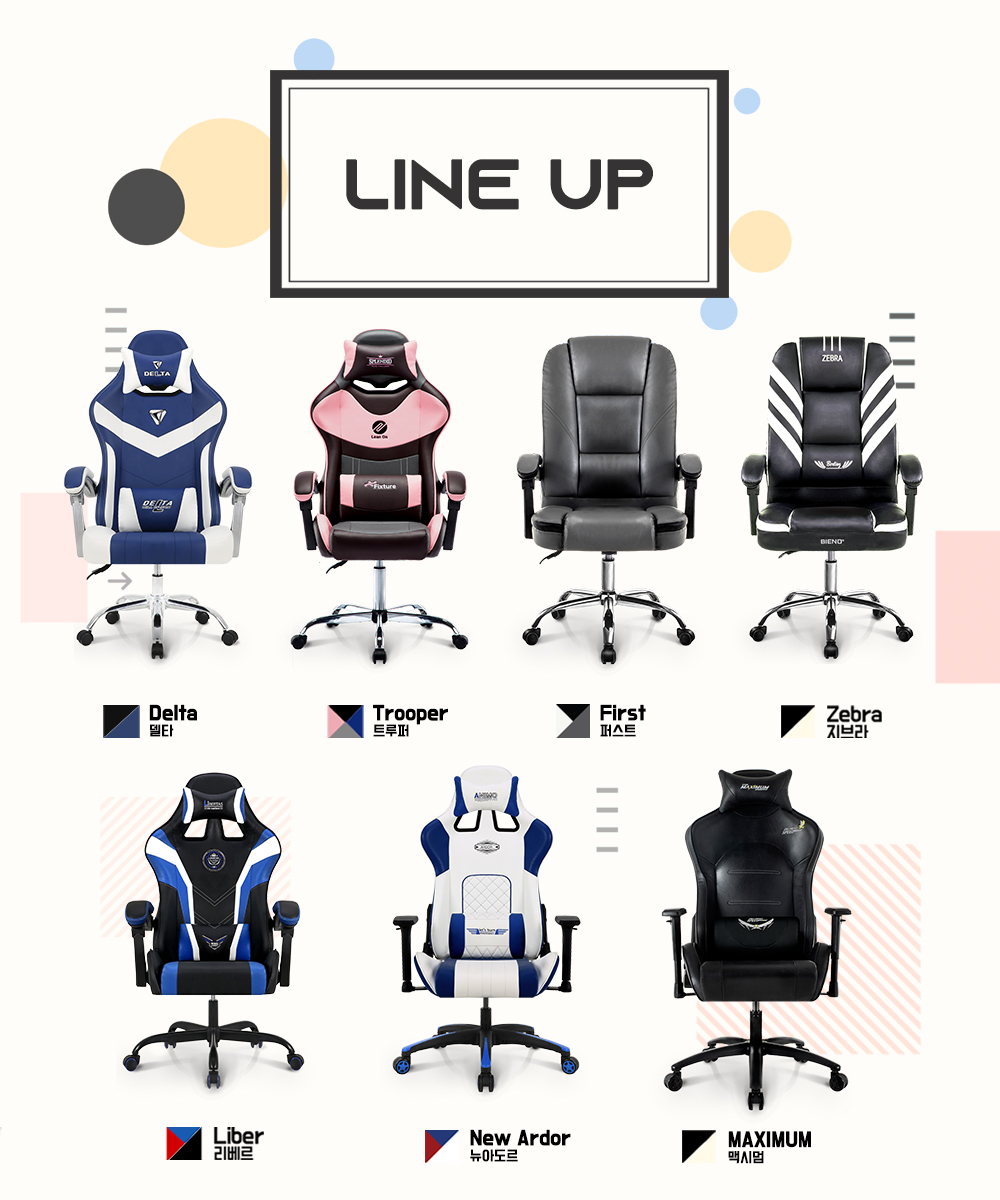 LINE UP
DELTA
DELTA
SPLENDID
Lean On
Fixture
ZEBRA
BIENO
Delta
델타
Trooper
트루퍼
First
퍼스트
Zebra
지브라
MAXIMUM
Liber
리베르
New Ardor
뉴아도르
MAXIMUM
맥시멈